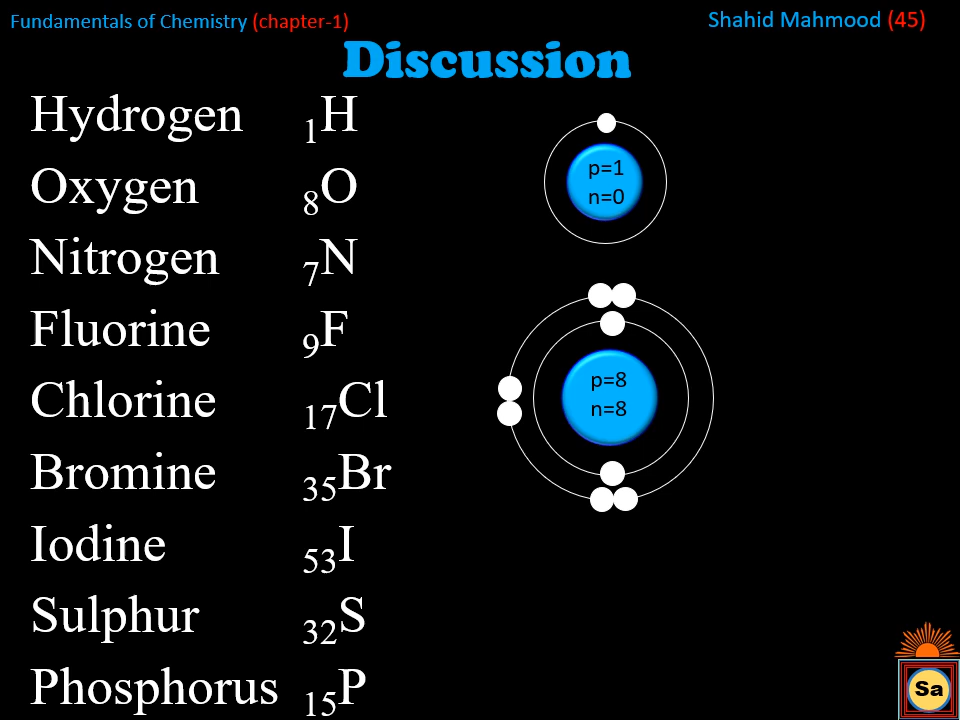 Fundamentals of Chemistry (chapter-1)
Shahid Mahmood (45)
Discussion
Hydrogen ₁H
Oxygen ₈O
Nitrogen ₇N
Fluorine ₉F
Chlorine ₁₇Cl
Bromine ₃₅Br
Iodine ₅₃I
Sulphur ₃₂S
Phosphorus ₁₅P
p=1
n=0
p=8
n=8
Sa